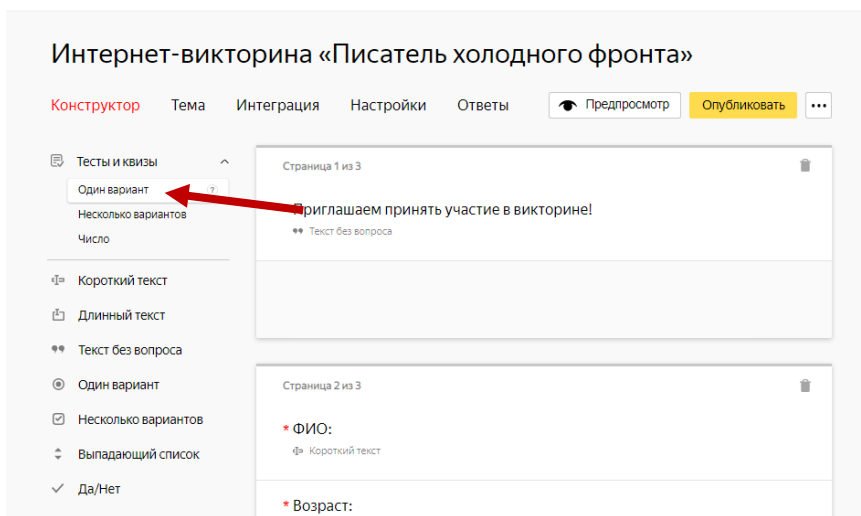 Интернет-викторина «Писатель холодного фронта»
Конструктор Тема Интеграция Настройки Ответы Предпросмотр Опубликовать ...
Тесты и квизы
Один вариант ?
Несколько вариантов
Число
Короткий текст
Длинный текст
Текст без вопроса
Один вариант
Несколько вариантов
Выпадающий список
Да/Нет
Страница 1 из 3
Приглашаем принять участие в викторине!
Текст без вопроса
Страница 2 из 3
* ФИО:
Короткий текст
* Возраст: